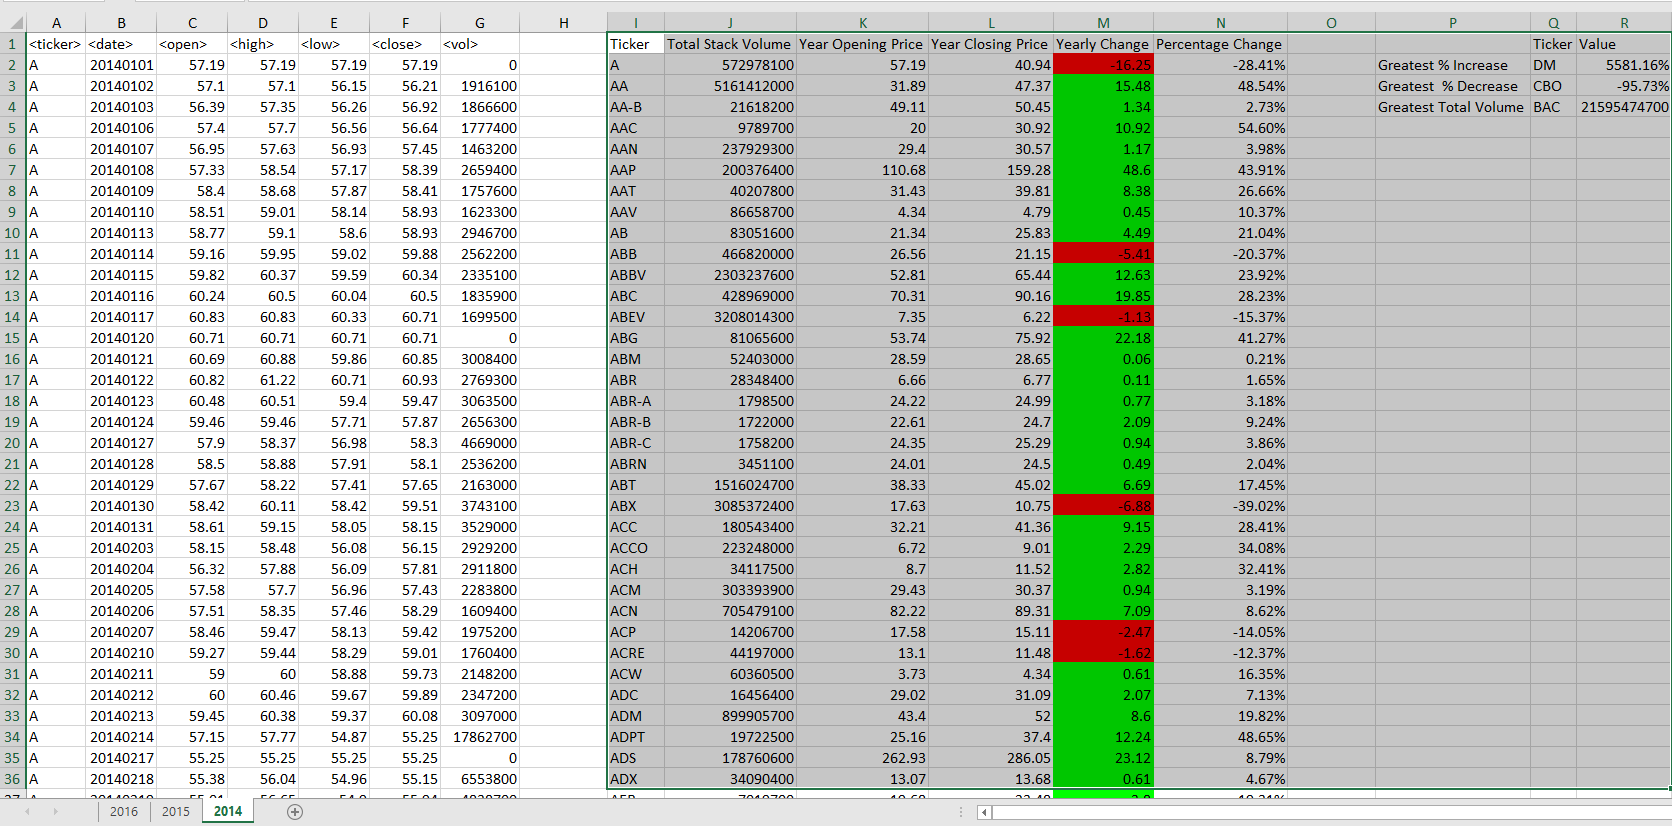 A B C D E F G H I J K L M N O P Q R
1 <ticker> <date> <open> <high> <low> <close> <vol> Ticker Total Stack Volume Year Opening Price Year Closing Price Yearly Change Percentage Change Ticker Value
2 A 20140101 57.19 57.19 57.19 57.19 0 A 572978100 57.19 40.94 -16.25 -28.41% Greatest % Increase DM 5581.16%
3 A 20140102 57.1 57.1 56.15 56.21 1916100 AA 5161412000 31.89 47.37 15.48 48.54% Greatest % Decrease CBO -95.73%
4 A 20140103 56.39 57.35 56.26 56.92 1866600 AA-B 21618200 49.11 50.45 1.34 2.73% Greatest Total Volume BAC 21595474700
5 A 20140106 57.4 57.7 56.56 56.64 1777400 AAC 9789700 20 30.92 10.92 54.60%
6 A 20140107 56.95 57.63 56.93 57.45 1463200 AAN 237929300 29.4 30.57 1.17 3.98%
7 A 20140108 57.33 58.54 57.17 58.39 2659400 AAP 200376400 110.68 159.28 48.6 43.91%
8 A 20140109 58.4 58.68 57.87 58.41 1757600 AAT 40207800 31.43 39.81 8.38 26.66%
9 A 20140110 58.51 59.01 58.14 58.93 1623300 AAV 86658700 4.34 4.79 0.45 10.37%
10 A 20140113 58.77 59.1 58.6 58.93 2946700 AB 83051600 21.34 25.83 4.49 21.04%
11 A 20140114 59.16 59.95 59.02 59.88 2562200 ABB 466820000 26.56 21.15 -5.41 -20.37%
12 A 20140115 59.82 60.37 59.59 60.34 2335100 ABBV 2303237600 52.81 65.44 12.63 23.92%
13 A 20140116 60.24 60.5 60.04 60.5 1835900 ABC 428969000 70.31 90.16 19.85 28.23%
14 A 20140117 60.83 60.83 60.33 60.71 1699500 ABEV 3208014300 7.35 6.22 -1.13 -15.37%
15 A 20140120 60.71 60.71 60.71 60.71 0 ABG 81065600 53.74 75.92 22.18 41.27%
16 A 20140121 60.69 60.88 59.86 60.85 3008400 ABM 52403000 28.59 28.65 0.06 0.21%
17 A 20140122 60.82 61.22 60.71 60.93 2769300 ABR 28348400 6.66 6.77 0.11 1.65%
18 A 20140123 60.48 60.51 59.4 59.47 3063500 ABR-A 1798500 24.22 24.99 0.77 3.18%
19 A 20140124 59.46 59.46 57.71 57.87 2656300 ABR-B 1722000 22.61 24.7 2.09 9.24%
20 A 20140127 57.9 58.37 56.98 58.3 4669000 ABR-C 1758200 24.35 25.29 0.94 3.86%
21 A 20140128 58.5 58.88 57.91 58.1 2536200 ABRN 3451100 24.01 24.5 0.49 2.04%
22 A 20140129 57.67 58.22 57.41 57.65 2163000 ABT 1516024700 38.33 45.02 6.69 17.45%
23 A 20140130 58.42 60.11 58.42 59.51 3743100 ABX 3085372400 17.63 10.75 -6.88 -39.02%
24 A 20140131 58.61 59.15 58.05 58.15 3529000 ACC 180543400 32.21 41.36 9.15 28.41%
25 A 20140203 58.15 58.48 56.08 56.15 2929200 ACCO 223248000 6.72 9.01 2.29 34.08%
26 A 20140204 56.32 57.88 56.09 57.81 2911800 ACH 34117500 8.7 11.52 2.82 32.41%
27 A 20140205 57.58 57.7 56.96 57.43 2283800 ACM 303393900 29.43 30.37 0.94 3.19%
28 A 20140206 57.51 58.35 57.46 58.29 1609400 ACN 705479100 82.22 89.31 7.09 8.62%
29 A 20140207 58.46 59.47 58.13 59.42 1975200 ACP 14206700 17.58 15.11 -2.47 -14.05%
30 A 20140210 59.27 59.44 58.29 59.01 1760400 ACRE 44197000 13.1 11.48 -1.62 -12.37%
31 A 20140211 59 60 58.88 59.73 2148200 ACW 60360500 3.73 4.34 0.61 16.35%
32 A 20140212 60 60.46 59.67 59.89 2347200 ADC 16456400 29.02 31.09 2.07 7.13%
33 A 20140213 59.45 60.38 59.37 60.08 3097000 ADM 899905700 43.4 52 8.6 19.82%
34 A 20140214 57.15 57.77 54.87 55.25 17862700 ADPT 19722500 25.16 37.4 12.24 48.65%
35 A 20140217 55.25 55.25 55.25 55.25 0 ADS 178760600 262.93 286.05 23.12 8.79%
36 A 20140218 55.38 56.04 54.96 55.15 6553800 ADX 34090400 13.07 13.68 0.61 4.67%
2016 2015 2014